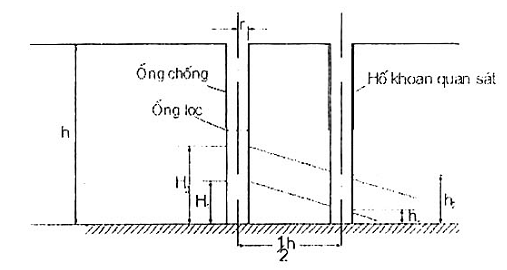 r
Ống chống
Hố khoan quan sát
Ống lọc
h
H
H
h
h
1/2 h